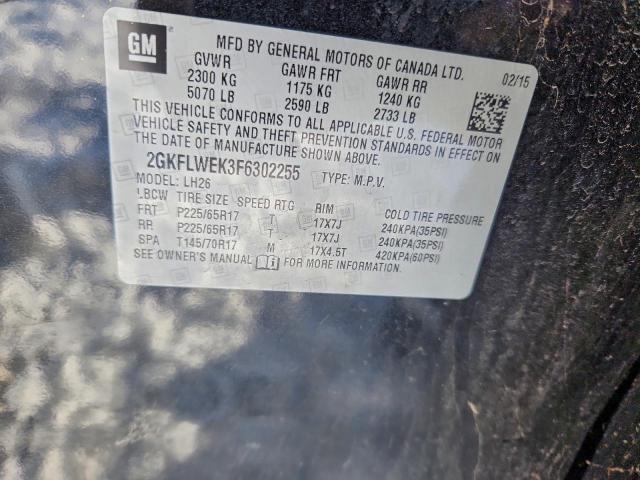 GM
MFD BY GENERAL MOTORS OF CANADA LTD.
GVWR GAWR FRT GAWR RR 02/15
2300 KG 1175 KG 1240 KG
5070 LB 2590 LB 2733 LB
THIS VEHICLE CONFORMS TO ALL APPLICABLE U.S. FEDERAL MOTOR
VEHICLE SAFETY AND THEFT PREVENTION STANDARDS IN EFFECT ON
THE DATE OF MANUFACTURE SHOWN ABOVE.
2GKFLWEK3F6302255 TYPE: M.P.V.
MODEL: LH26
LBCW TIRE SIZE SPEED RTG RIM COLD TIRE PRESSURE
FRT P225/65R17 T 17X7J 240KPA(35PSI)
RR P225/65R17 T 17X7J 240KPA(35PSI)
SPA T145/70R17 M 17X4.5T 420KPA(60PSI)
SEE OWNER'S MANUAL FOR MORE INFORMATION.